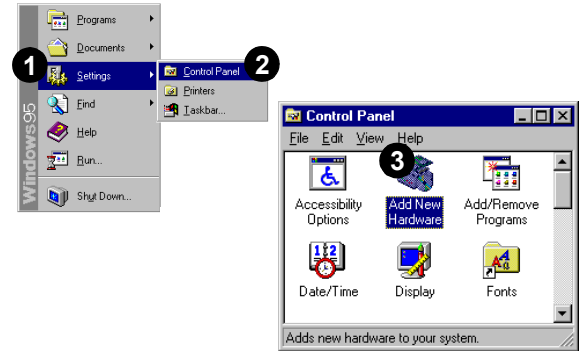 Programs
Documents
1
Settings
Find
Help
Run...
Shut Down...
Windows95
Control Panel
2
Printers
Taskbar...
Control Panel
File Edit View Help
3
Accessibility
Options
Add New
Hardware
Add/Remove
Programs
Date/Time
Display
Fonts
Adds new hardware to your system.